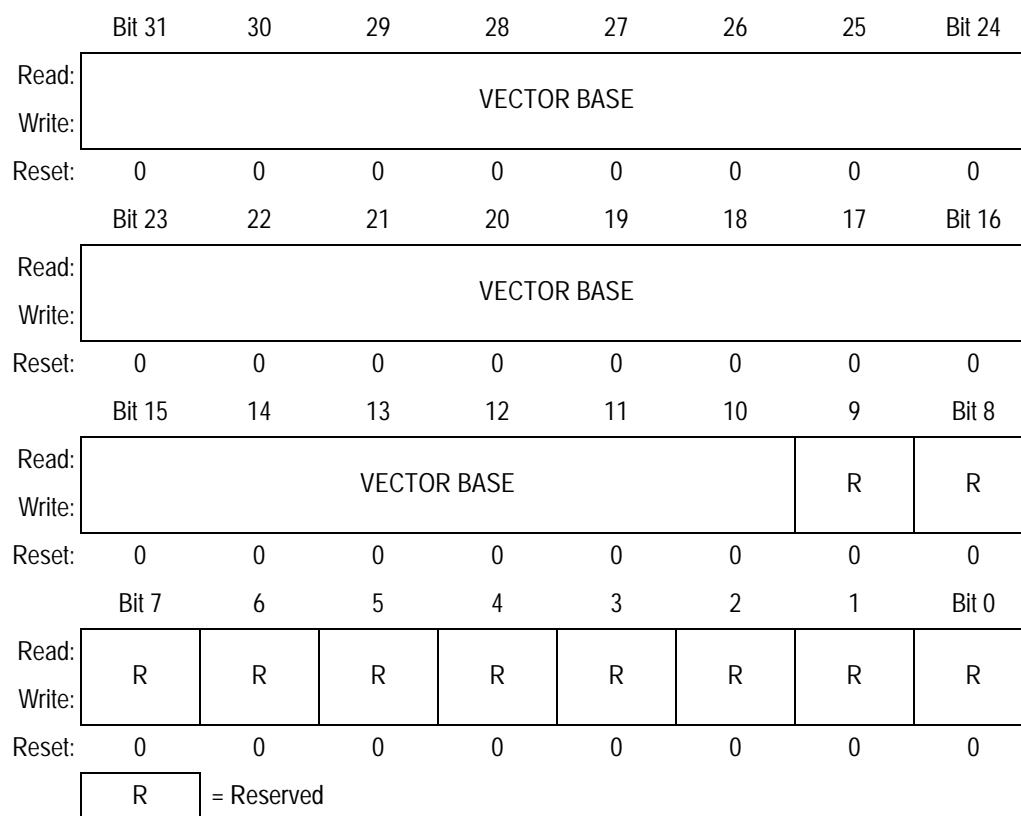 Bit 31 30 29 28 27 26 25 Bit 24
Read:
VECTOR BASE
Write:
Reset: 0 0 0 0 0 0 0 0
Bit 23 22 21 20 19 18 17 Bit 16
Read:
VECTOR BASE
Write:
Reset: 0 0 0 0 0 0 0 0
Bit 15 14 13 12 11 10 9 Bit 8
Read:
VECTOR BASE R R
Write:
Reset: 0 0 0 0 0 0 0 0
Bit 7 6 5 4 3 2 1 Bit 0
Read:
R R R R R R R R
Write:
Reset: 0 0 0 0 0 0 0 0
R = Reserved